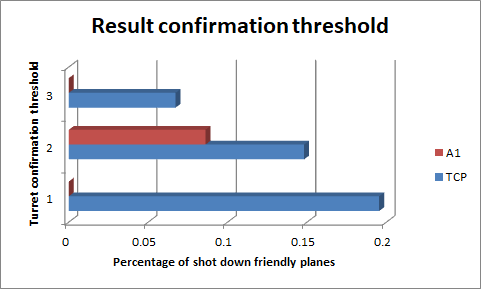 Result confirmation threshold
Turret confirmation threshold
3
2
1
0
0.05
0.1
0.15
0.2
Percentage of shot down friendly planes
A1
TCP